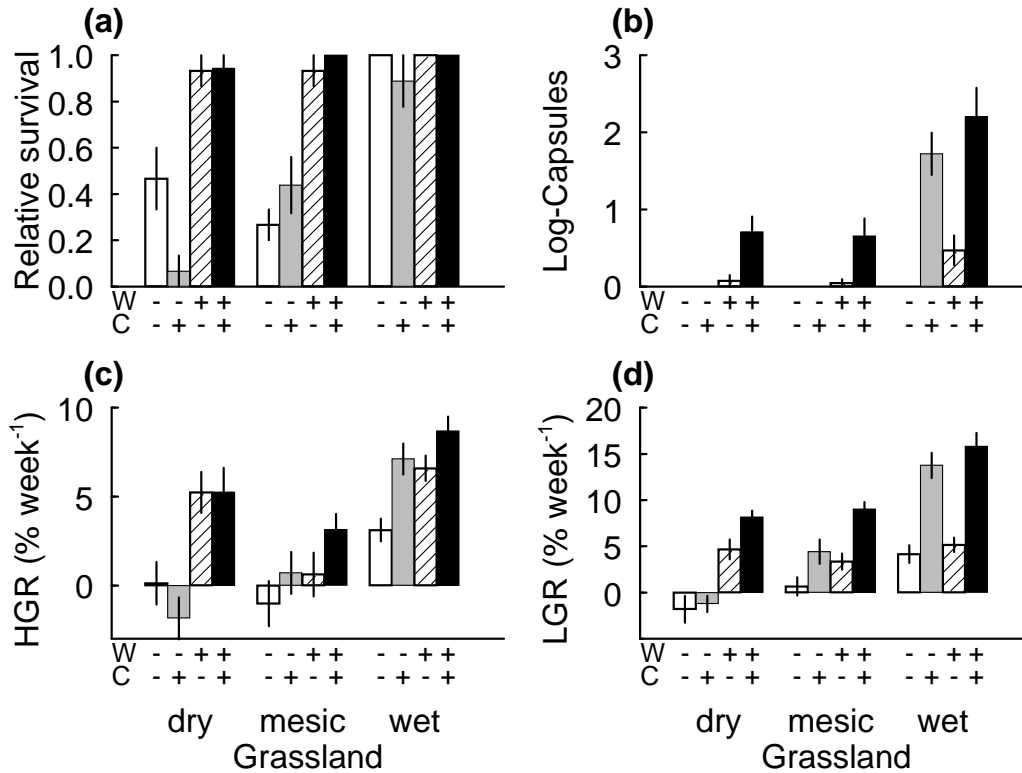 (a)
Relative survival
1.0
0.8
0.6
0.4
0.2
0.0
W - - + + - - + + - - + +
C - + - + - + - + - + - +
(b)
Log-Capsules
3
2
1
0
W - - + + - - + + - - + +
C - + - + - + - + - + - +
(c)
HGR (% week⁻¹)
10
5
0
W - - + + - - + + - - + +
C - + - + - + - + - + - +
dry mesic wet
Grassland
(d)
LGR (% week⁻¹)
20
15
10
5
0
W - - + + - - + + - - + +
C - + - + - + - + - + - +
dry mesic wet
Grassland